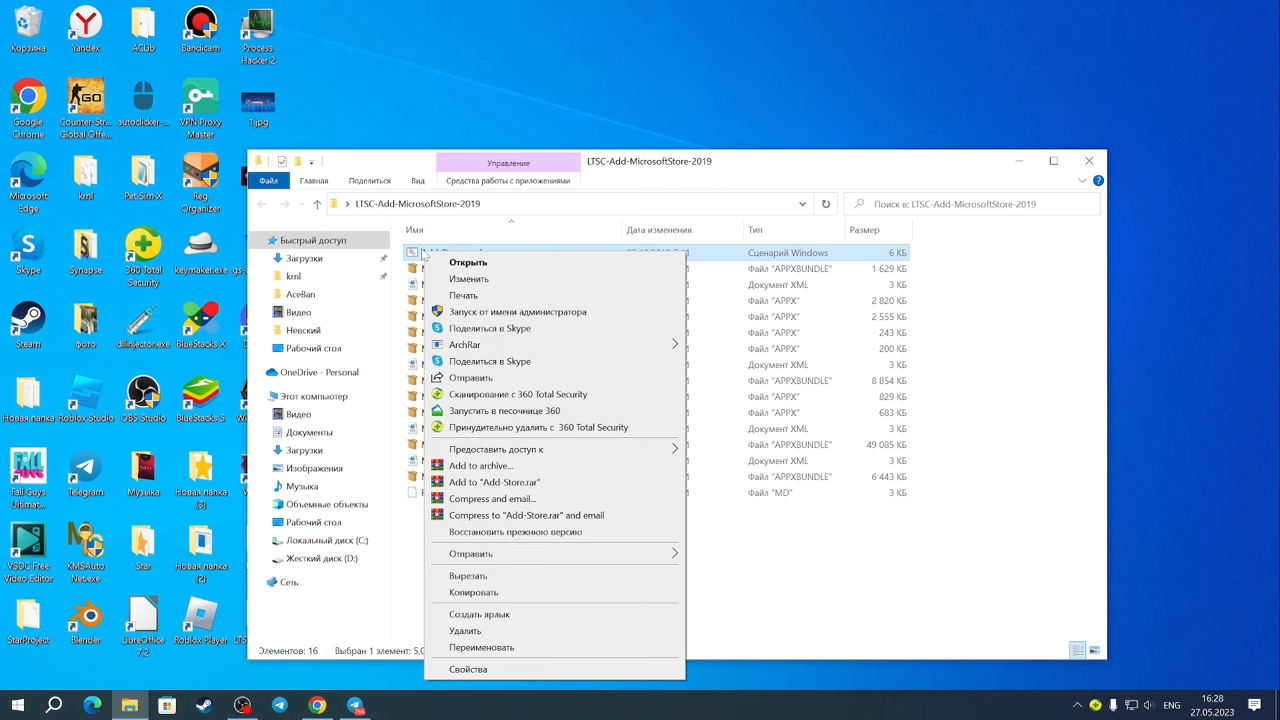 Корзина
Yandex
ACLib
Bandicam
Process
Hacker 2
Google
Chrome
Counter-Str...
Global Offe...
autoclicker-...
VPN Proxy
Master
1.jpg
Microsoft
Edge
krnl
Pet Sim X
Reg
Organizer
Skype
Synapse
360 Total
Security
keymaker.exe
Steam
фото
dllinjector.exe
BlueStacks X
Новая папка
Roblox Studio
OBS Studio
BlueStacks 5
Fall Guys
Ultimat...
Telegram
Музыка
Новая папка
(3)
VSDC Free
Video Editor
KMSAuto
Net.exe
Star
Новая папка
(2)
StarProject
Blender
LibreOffice
7.2
Roblox Player
Управление
LTSC-Add-MicrosoftStore-2019
Файл
Главная
Поделиться
Вид
Средства работы с приложениями
LTSC-Add-MicrosoftStore-2019
Поиск в: LTSC-Add-MicrosoftStore-2019
Имя
Дата изменения
Тип
Размер
Быстрый доступ
Загрузки
krnl
AceBan
Видео
Невский
Рабочий стол
OneDrive - Personal
Этот компьютер
Видео
Документы
Загрузки
Изображения
Музыка
Объемные объекты
Рабочий стол
Локальный диск (C:)
Жесткий диск (D:)
Сеть
Сценарий Windows 6 КБ
Файл "APPXBUNDLE" 1 629 КБ
Документ XML 3 КБ
Файл "APPX" 2 820 КБ
Файл "APPX" 2 555 КБ
Файл "APPX" 243 КБ
Файл "APPX" 200 КБ
Документ XML 3 КБ
Файл "APPXBUNDLE" 8 854 КБ
Файл "APPX" 829 КБ
Файл "APPX" 683 КБ
Документ XML 3 КБ
Файл "APPXBUNDLE" 49 085 КБ
Документ XML 3 КБ
Файл "APPXBUNDLE" 6 443 КБ
Файл "MD" 3 КБ
Открыть
Изменить
Печать
Запуск от имени администратора
Поделиться в Skype
ArchRar
Поделиться в Skype
Отправить
Сканирование с 360 Total Security
Запустить в песочнице 360
Принудительно удалить с 360 Total Security
Предоставить доступ к
Add to archive...
Add to "Add-Store.rar"
Compress and email...
Compress to "Add-Store.rar" and email
Восстановить прежнюю версию
Отправить
Вырезать
Копировать
Создать ярлык
Удалить
Переименовать
Свойства
Элементов: 16
Выбран 1 элемент: 5,0
ENG
16:28
27.05.2023